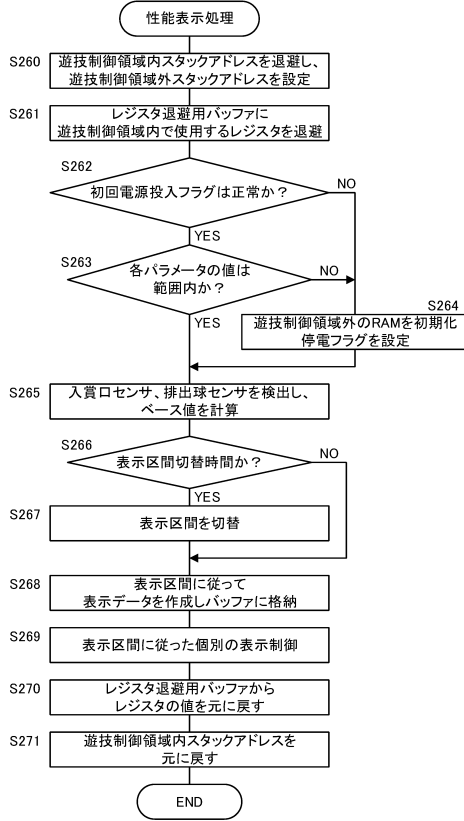 性能表示処理
S260
遊技制御領域内スタックアドレスを退避し、
遊技制御領域外スタックアドレスを設定
S261
レジスタ退避用バッファに
遊技制御領域内で使用するレジスタを退避
S262
初回電源投入フラグは正常か？
NO
YES
S263
各パラメータの値は
範囲内か？
NO
YES
S264
遊技制御領域外のRAMを初期化
停電フラグを設定
S265
入賞口センサ、排出球センサを検出し、
ベース値を計算
S266
表示区間切替時間か？
NO
YES
S267
表示区間を切替
S268
表示区間に従って
表示データを作成しバッファに格納
S269
表示区間に従った個別の表示制御
S270
レジスタ退避用バッファから
レジスタの値を元に戻す
S271
遊技制御領域内スタックアドレスを
元に戻す
END